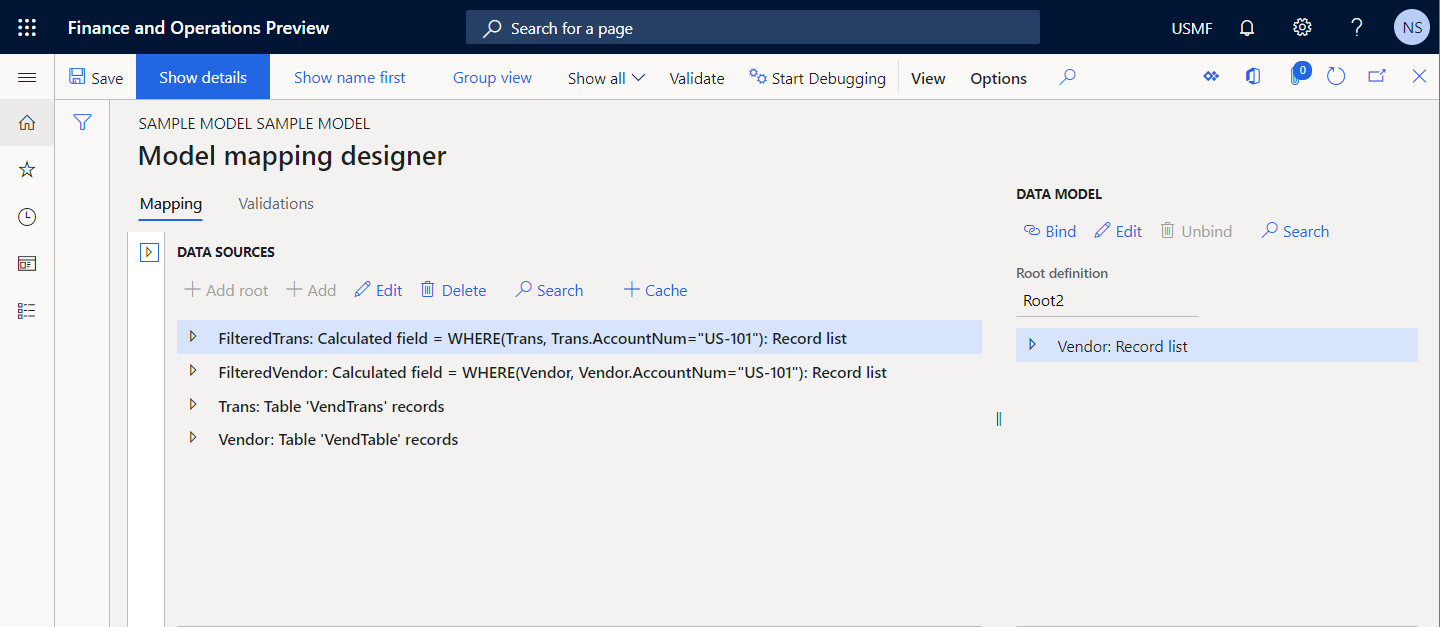 Finance and Operations Preview
Search for a page
USMF
NS
Save
Show details
Show name first
Group view
Show all
Validate
Start Debugging
View
Options
0
SAMPLE MODEL SAMPLE MODEL
Model mapping designer
Mapping
Validations
DATA SOURCES
Add root
Add
Edit
Delete
Search
Cache
FilteredTrans: Calculated field = WHERE(Trans, Trans.AccountNum="US-101"): Record list
FilteredVendor: Calculated field = WHERE(Vendor, Vendor.AccountNum="US-101"): Record list
Trans: Table 'VendTrans' records
Vendor: Table 'VendTable' records
DATA MODEL
Bind
Edit
Unbind
Search
Root definition
Root2
Vendor: Record list